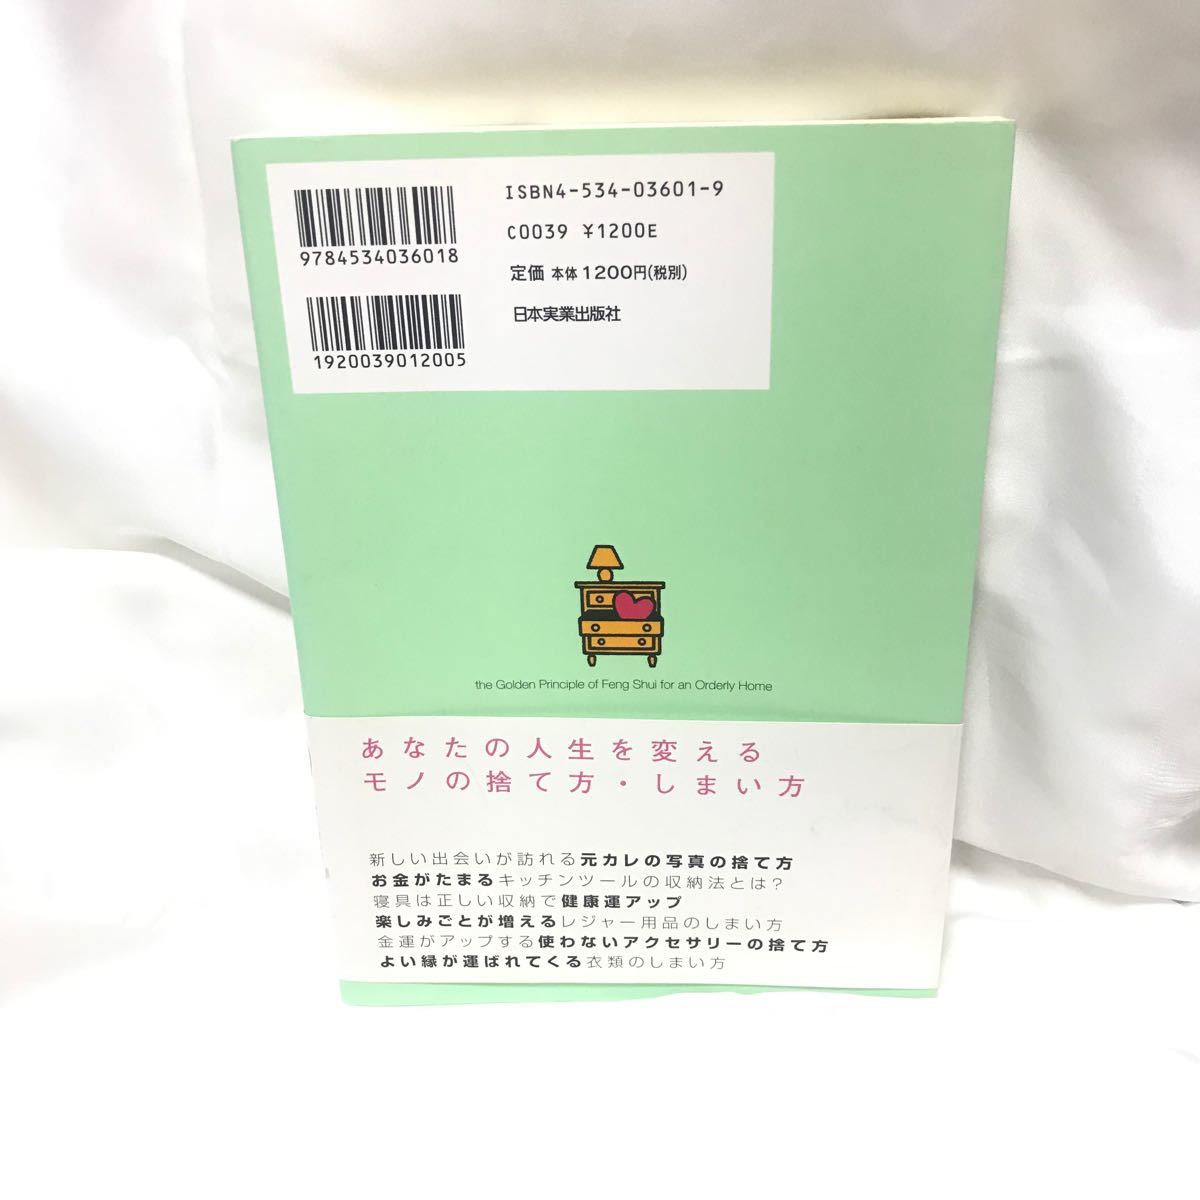 ISBN4-534-03601-9
C0039 ¥1200E
定価 本体1200円(税別)
日本実業出版社
9784534036018
1920039012005
the Golden Principle of Feng Shui for an Orderly Home
あなたの人生を変える
モノの捨て方・しまい方
新しい出会いが訪れる元カレの写真の捨て方
お金がたまるキッチンツールの収納法とは?
寝具は正しい収納で健康運アップ
楽しみごとが増えるレジャー用品のしまい方
金運がアップする使わないアクセサリーの捨て方
よい縁が運ばれてくる衣類のしまい方